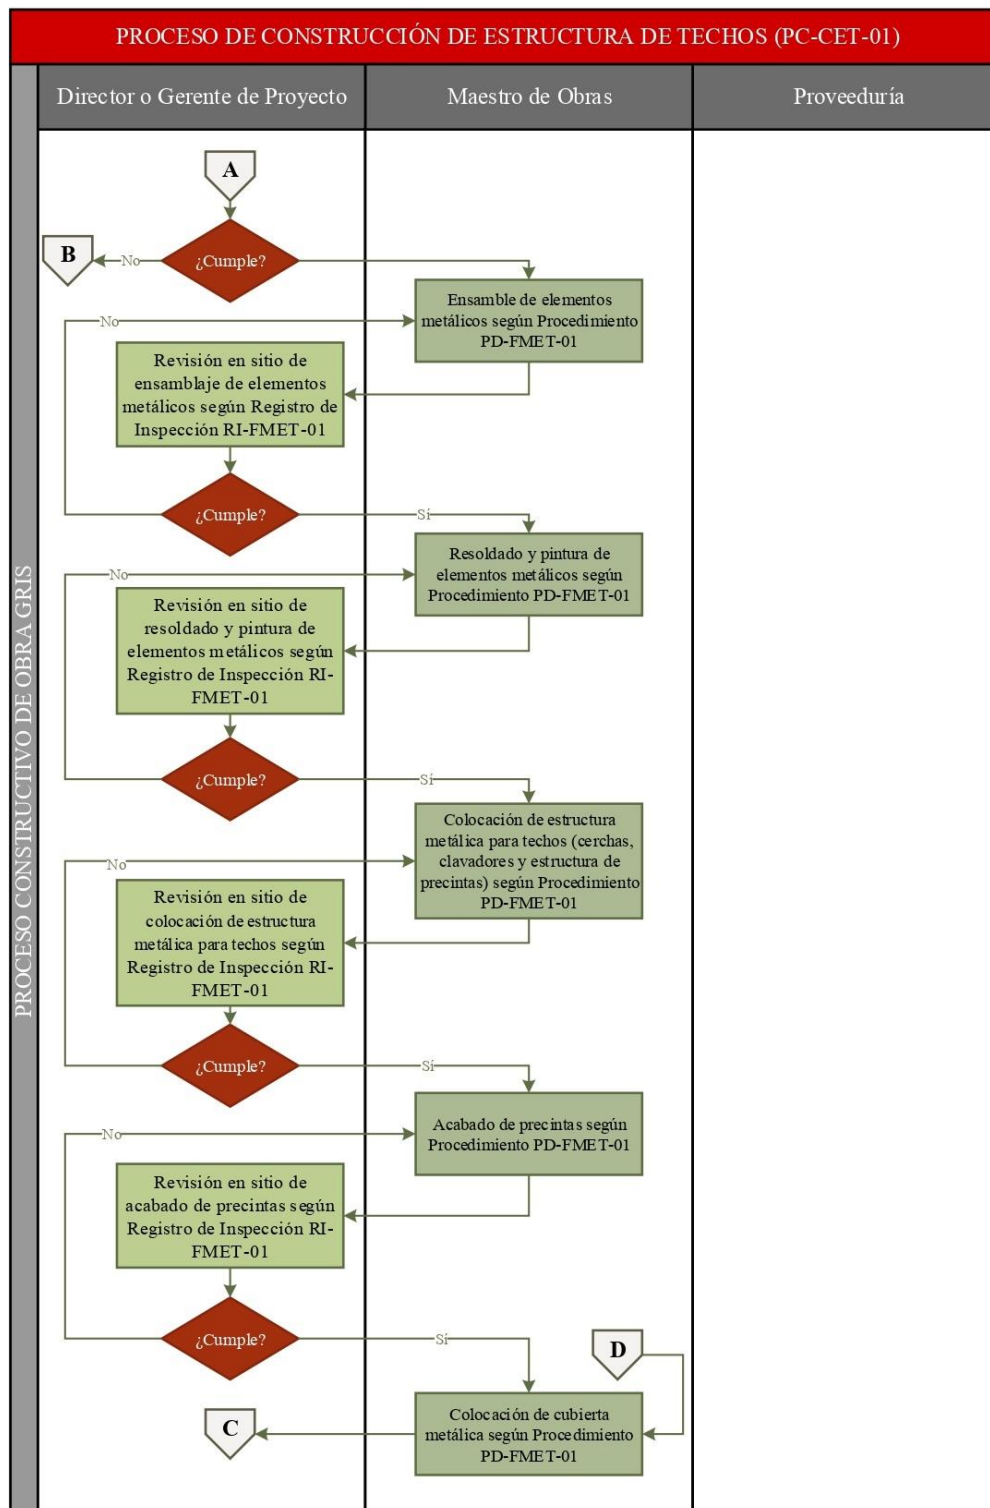 PROCESO DE CONSTRUCCIÓN DE ESTRUCTURA DE TECHOS (PC-CET-01)
Director o Gerente de Proyecto
Maestro de Obras
Proveeduría
PROCESO CONSTRUCTIVO DE OBRA GRIS
A
B
No
¿Cumple?
Ensamble de elementos
metálicos según Procedimiento
PD-FMET-01
No
Revisión en sitio de
ensamblaje de elementos
metálicos según Registro de
Inspección RI-FMET-01
¿Cumple?
Sí
Resoldado y pintura de
elementos metálicos según
Procedimiento PD-FMET-01
No
Revisión en sitio de
resoldado y pintura de
elementos metálicos según
Registro de Inspección RI-
FMET-01
¿Cumple?
Sí
Colocación de estructura
metálica para techos (cerchas,
clavadores y estructura de
precintas) según Procedimiento
PD-FMET-01
No
Revisión en sitio de
colocación de estructura
metálica para techos según
Registro de Inspección RI-
FMET-01
¿Cumple?
Sí
Acabado de precintas según
Procedimiento PD-FMET-01
No
Revisión en sitio de
acabado de precintas según
Registro de Inspección RI-
FMET-01
¿Cumple?
Sí
D
Colocación de cubierta
metálica según Procedimiento
PD-FMET-01
C